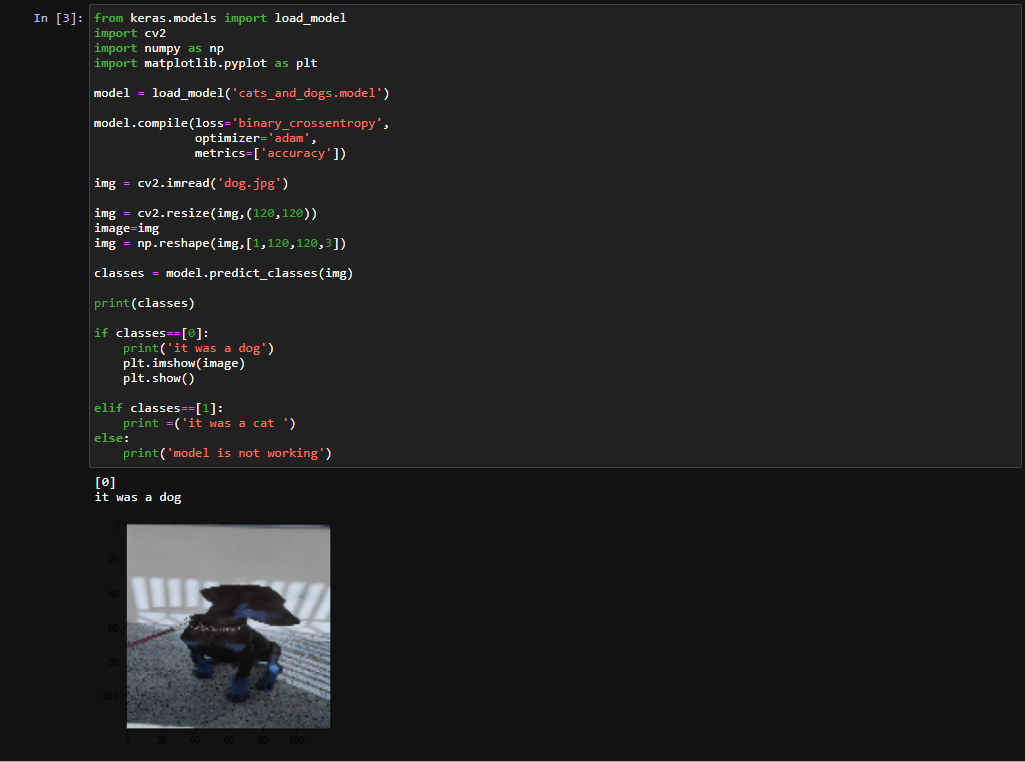 In [3]: from keras.models import load_model
import cv2
import numpy as np
import matplotlib.pyplot as plt
model = load_model('cats_and_dogs.model')
model.compile(loss='binary_crossentropy',
optimizer='adam',
metrics=['accuracy'])
img = cv2.imread('dog.jpg')
img = cv2.resize(img,(120,120))
image=img
img = np.reshape(img,[1,120,120,3])
classes = model.predict_classes(img)
print(classes)
if classes==[0]:
print('it was a dog')
plt.imshow(image)
plt.show()
elif classes==[1]:
print =('it was a cat ')
else:
print('model is not working')
[0]
it was a dog
0
20
40
60
80
100
0 20 40 60 80 100